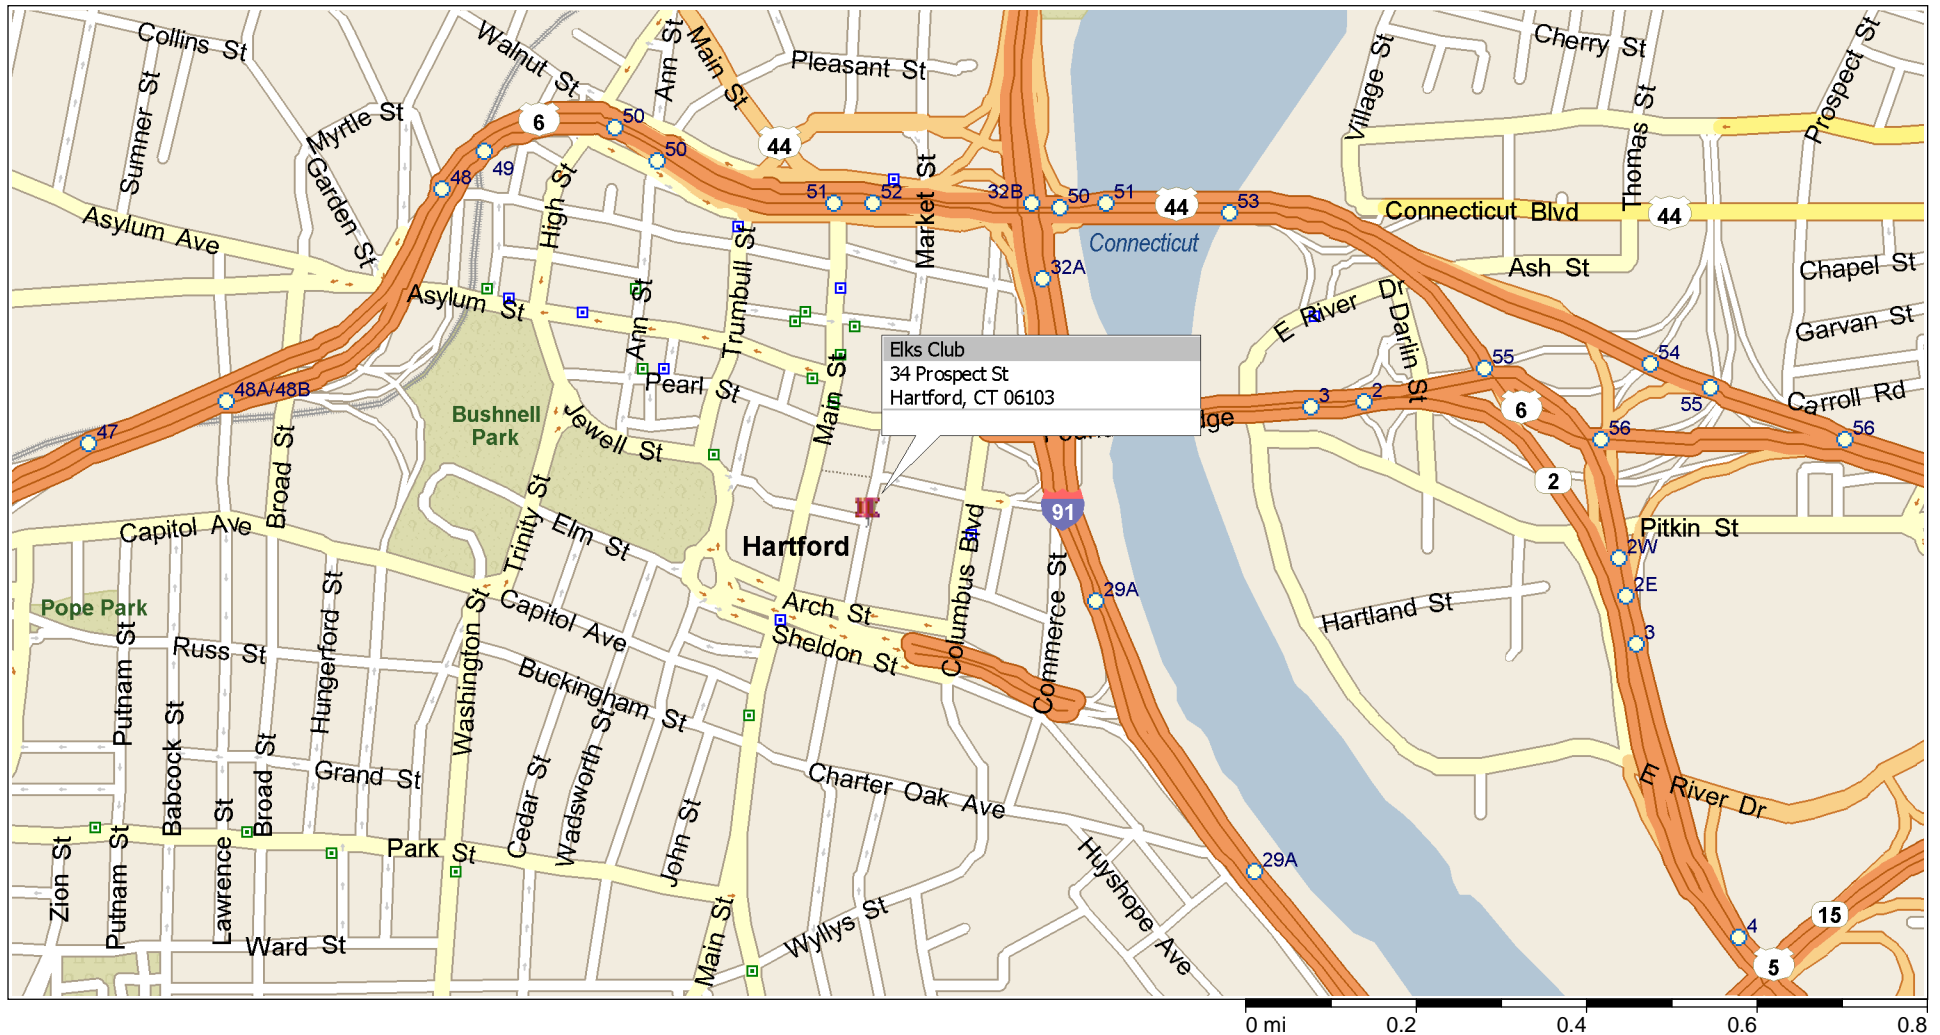 Collins St
Walnut St
Ann St
Main St
Pleasant St
Cherry St
Village St
Prospect St
Summer St
Myrtle St
6
50
44
Thomas St
49
50
48
Garden St
High St
51
52
Market St
32B
50
51
44
53
Connecticut Blvd
44
Asylum Ave
Trumbull St
Connecticut
32A
Ash St
Chapel St
Asylum St
Ann St
E River Dr
Darlin St
Garvan St
Elks Club
34 Prospect St
Hartford, CT 06103
55
54
48A/48B
Pearl St
Main St
3
2
6
55
Carroll Rd
Bushnell
Park
Jewell St
56
56
47
Broad St
2
91
Capitol Ave
Trinity St
Elm St
Hartford
Columbus Blvd
Pitkin St
2W
Pope Park
Hungerford St
Washington St
Capitol Ave
Arch St
Commerce St
29A
2E
Hartland St
3
Putnam St
Russ St
Sheldon St
Buckingham St
Babcock St
Broad St
Grand St
Cedar St
Wadsworth St
Charter Oak Ave
E River Dr
Zion St
Putnam St
Lawrence St
Park St
John St
Huyshope Ave
29A
15
Ward St
Main St
Wyllys St
4
5
0 mi
0.2
0.4
0.6
0.8